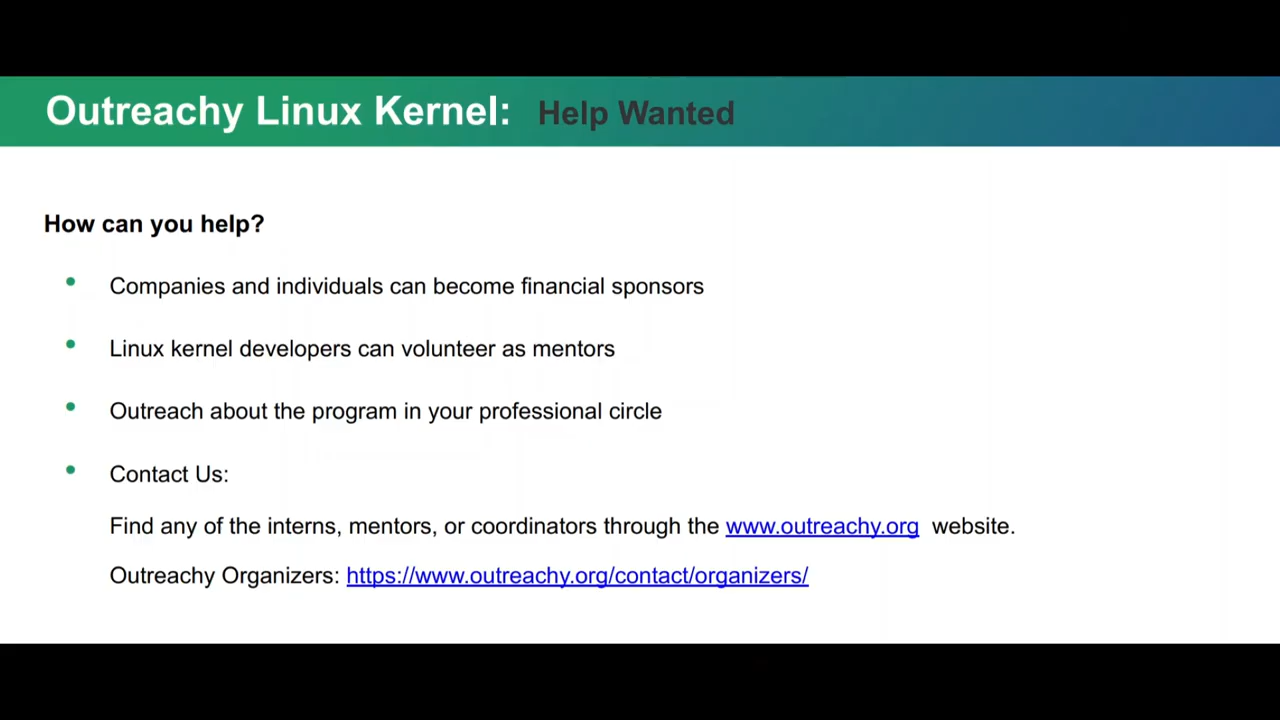 Outreachy Linux Kernel: Help Wanted
How can you help?
• Companies and individuals can become financial sponsors
• Linux kernel developers can volunteer as mentors
• Outreach about the program in your professional circle
• Contact Us:
Find any of the interns, mentors, or coordinators through the www.outreachy.org website.
Outreachy Organizers: https://www.outreachy.org/contact/organizers/